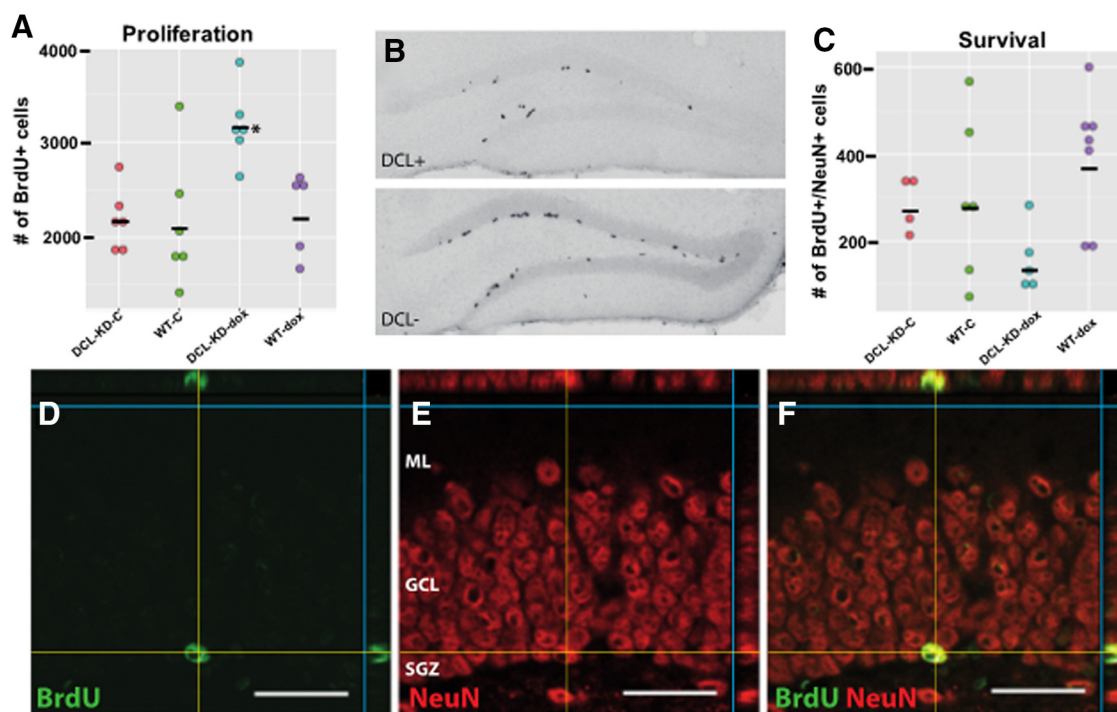 A
Proliferation
# of BrdU+ cells
4000
3000
2000
*
DCL-KD-C
WT-C
DCL-KD-dox
WT-dox
B
DCL+
DCL-
C
Survival
# of BrdU+/NeuN+ cells
600
400
200
DCL-KD-C
WT-C
DCL-KD-dox
WT-dox
D
BrdU
E
ML
GCL
SGZ
NeuN
F
BrdU NeuN